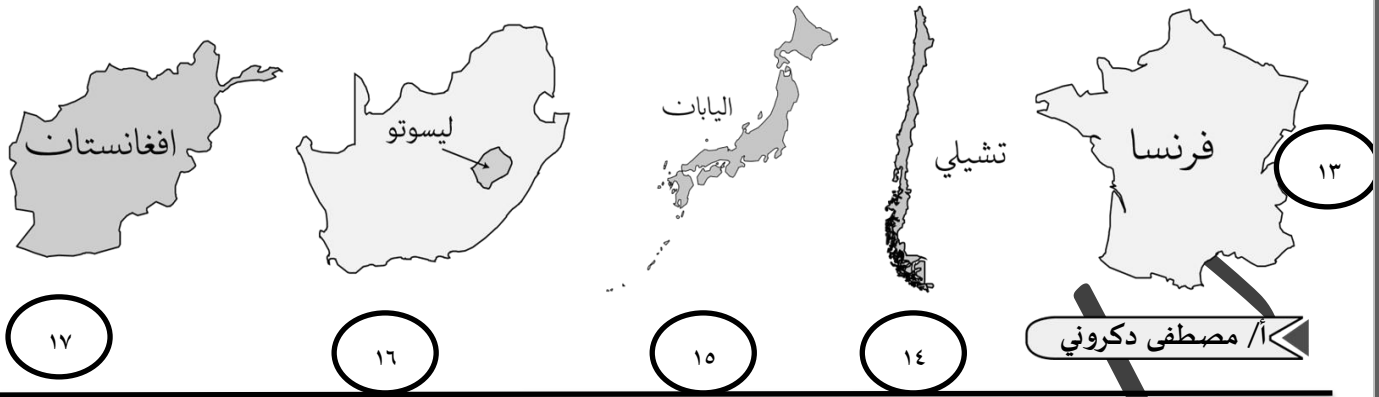 فرنسا
١٣
تشيلي
١٤
اليابان
١٥
ليسوتو
١٦
افغانستان
١٧
أ/ مصطفى دكروني